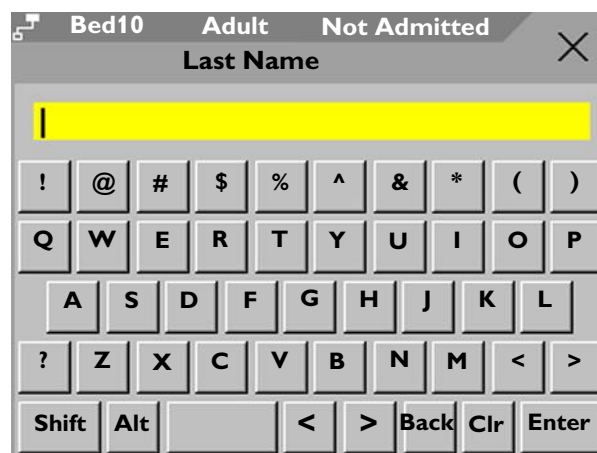 Bed10 Adult Not Admitted
Last Name
! @ # $ % ^ & * ( )
Q W E R T Y U I O P
A S D F G H J K L
? Z X C V B N M < >
Shift Alt < > Back Clr Enter